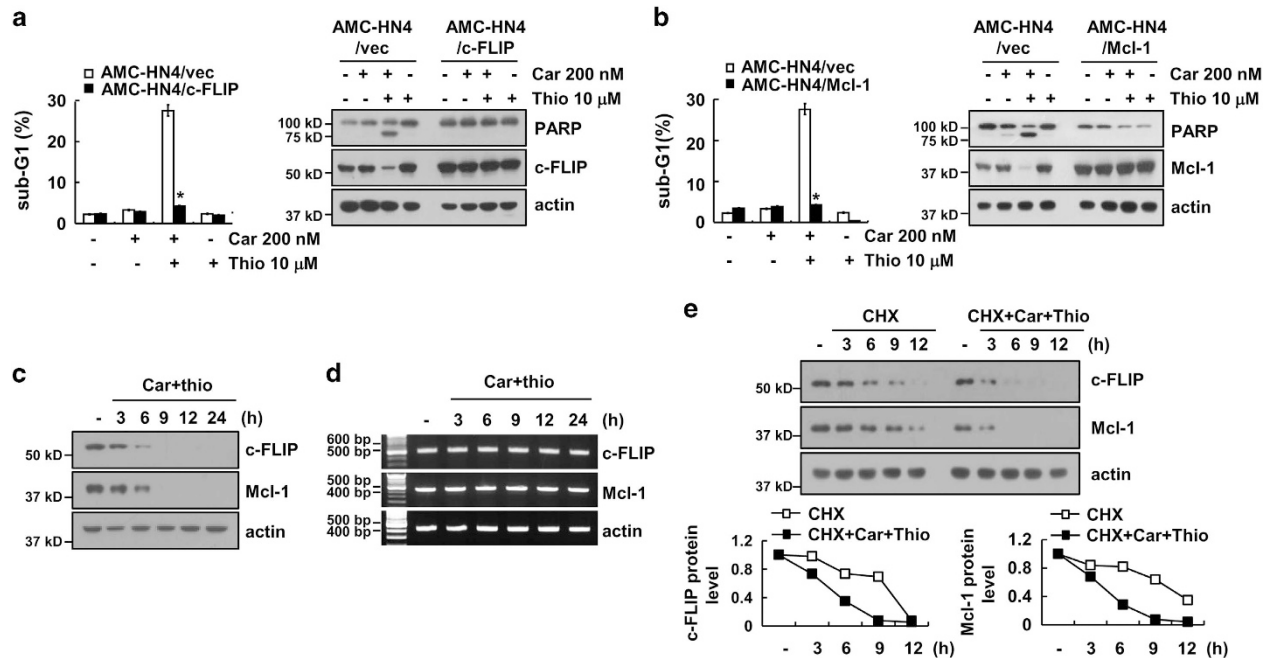 a
AMC-HN4/vec
AMC-HN4/c-FLIP
sub-G1 (%)
30
20
10
0
- + + - Car 200 nM
- - + + Thio 10 μM
AMC-HN4 AMC-HN4
/vec /c-FLIP
- + + - - + + - Car 200 nM
- - + + - - + + Thio 10 μM
100 kD PARP
75 kD
50 kD c-FLIP
37 kD actin
b
AMC-HN4/vec
AMC-HN4/Mcl-1
sub-G1(%)
30
20
10
0
- + + - Car 200 nM
- - + + Thio 10 μM
AMC-HN4 AMC-HN4
/vec /Mcl-1
- + + - - + + - Car 200 nM
- - + + - - + + Thio 10 μM
100 kD PARP
75 kD
37 kD Mcl-1
37 kD actin
c
Car+thio
- 3 6 9 12 24 (h)
50 kD c-FLIP
37 kD Mcl-1
37 kD actin
d
Car+thio
- 3 6 9 12 24 (h)
600 bp
500 bp c-FLIP
500 bp
400 bp Mcl-1
500 bp
400 bp actin
e
CHX CHX+Car+Thio
- 3 6 9 12 - 3 6 9 12 (h)
50 kD c-FLIP
37 kD Mcl-1
37 kD actin
CHX
CHX+Car+Thio
c-FLIP protein
level
1.2
0.8
0.4
0
- 3 6 9 12 (h)
CHX
CHX+Car+Thio
Mcl-1 protein
level
1.2
0.8
0.4
0
- 3 6 9 12 (h)